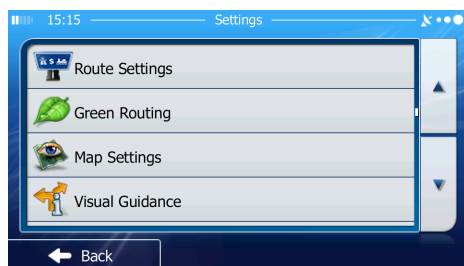 15:15 Settings
Route Settings
Green Routing
Map Settings
Visual Guidance
Back